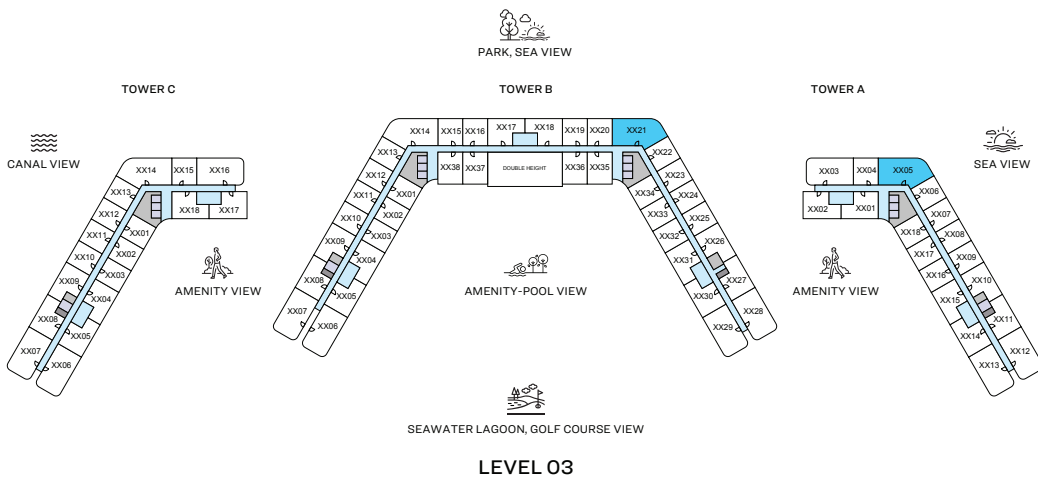 PARK, SEA VIEW
TOWER C
TOWER B
TOWER A
CANAL VIEW
SEA VIEW
XX14
XX15
XX16
XX13
XX12
XX11
XX10
XX09
XX08
XX07
XX18
XX17
XX01
XX02
XX03
XX04
XX05
XX06
AMENITY VIEW
XX14
XX15
XX16
XX17
XX18
XX19
XX20
XX21
XX13
XX12
XX11
XX10
XX09
XX08
XX07
XX38
XX37
DOUBLE HEIGHT
XX36
XX35
XX01
XX02
XX03
XX04
XX05
XX06
XX22
XX23
XX24
XX25
XX26
XX27
XX28
XX34
XX33
XX32
XX31
XX30
XX29
AMENITY-POOL VIEW
XX03
XX04
XX05
XX02
XX01
XX06
XX07
XX08
XX09
XX10
XX11
XX12
XX18
XX17
XX16
XX15
XX14
XX13
AMENITY VIEW
SEAWATER LAGOON, GOLF COURSE VIEW
LEVEL 03